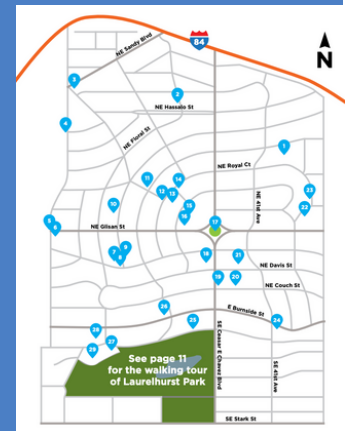 84
N
NE Sandy Blvd
3
2
NE Hassalo St
4
NE Floral St
1
NE Royal Ct
11
14
12
13
23
NE 41st Ave
10
15
22
16
5
6
NE Glisan St
17
9
7
8
18
21
NE Davis St
19
20
NE Couch St
26
E Burnside St
25
24
28
27
29
See page 11
for the walking tour
of Laurelhurst Park
SE Caesar E Chavez Blvd
SE 41st Ave
SE Stark St